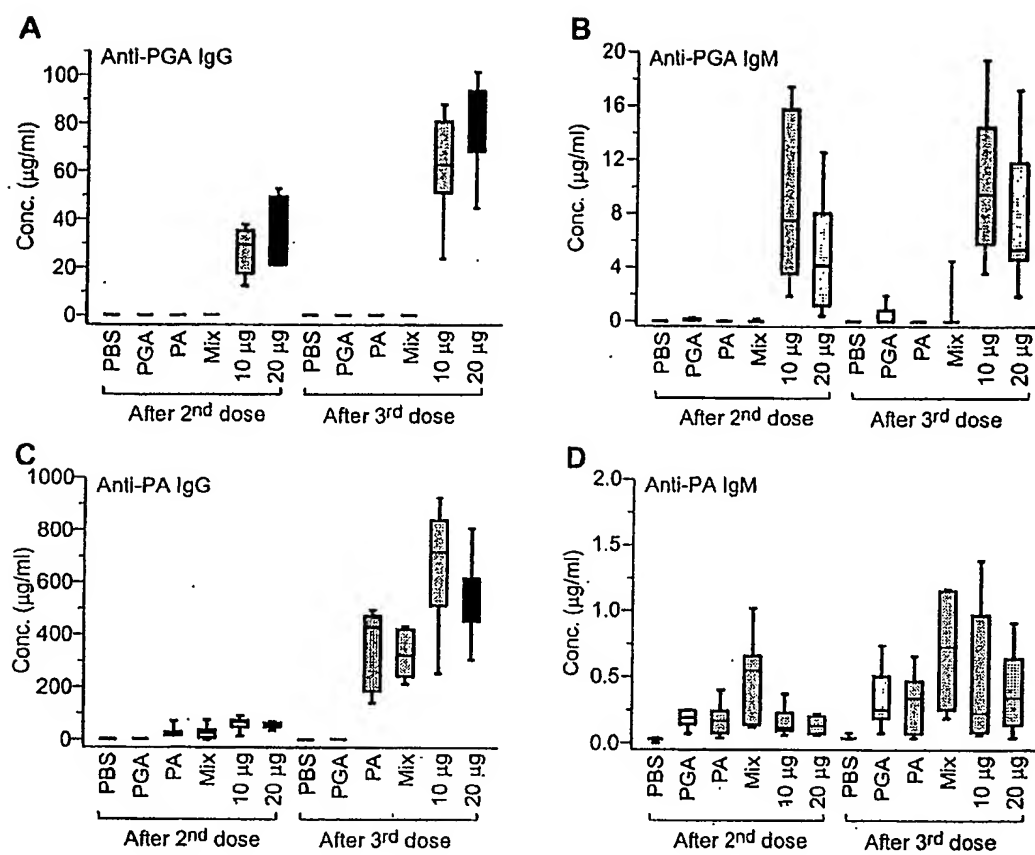 A
Anti-PGA IgG
Conc. (µg/ml)
100
80
60
40
20
0
PBS
PGA
PA
Mix
10 µg
20 µg
PBS
PGA
PA
Mix
10 µg
20 µg
After 2nd dose
After 3rd dose
B
Anti-PGA IgM
Conc. (µg/ml)
20
16
12
8
4
0
PBS
PGA
PA
Mix
10 µg
20 µg
PBS
PGA
PA
Mix
10 µg
20 µg
After 2nd dose
After 3rd dose
C
Anti-PA IgG
Conc. (µg/ml)
1000
800
600
400
200
0
PBS
PGA
PA
Mix
10 µg
20 µg
PBS
PGA
PA
Mix
10 µg
20 µg
After 2nd dose
After 3rd dose
D
Anti-PA IgM
Conc. (µg/ml)
2.0
1.5
1.0
0.5
0.0
PBS
PGA
PA
Mix
10 µg
20 µg
PBS
PGA
PA
Mix
10 µg
20 µg
After 2nd dose
After 3rd dose